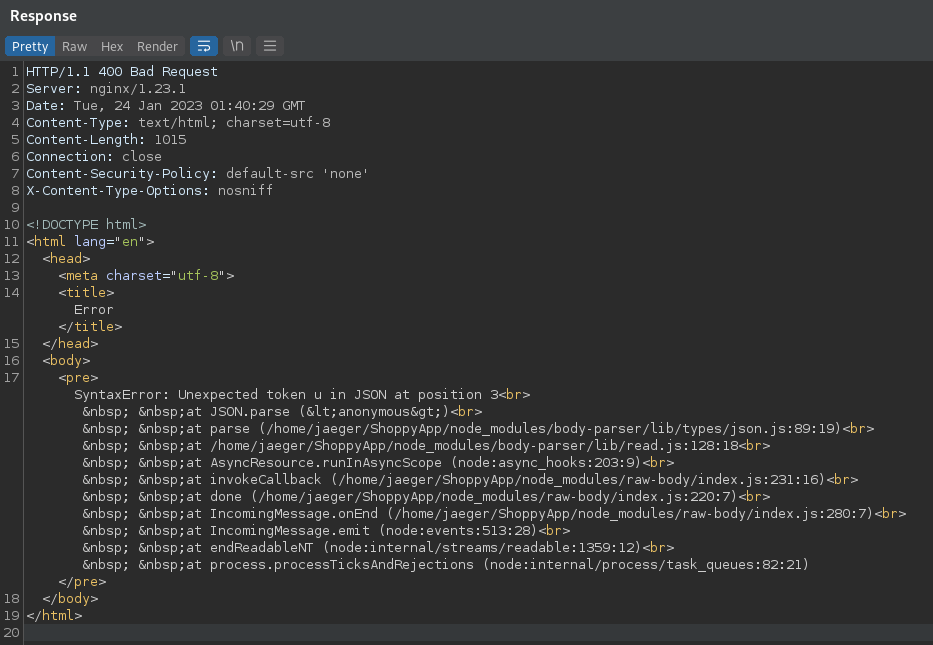 Response
Pretty Raw Hex Render \n
1 HTTP/1.1 400 Bad Request
2 Server: nginx/1.23.1
3 Date: Tue, 24 Jan 2023 01:40:29 GMT
4 Content-Type: text/html; charset=utf-8
5 Content-Length: 1015
6 Connection: close
7 Content-Security-Policy: default-src 'none'
8 X-Content-Type-Options: nosniff
9
10 <!DOCTYPE html>
11 <html lang="en">
12 <head>
13 <meta charset="utf-8">
14 <title>
Error
</title>
15 </head>
16 <body>
17 <pre>
SyntaxError: Unexpected token u in JSON at position 3<br>
&nbsp; &nbsp;at JSON.parse (&lt;anonymous&gt;)<br>
&nbsp; &nbsp;at parse (/home/jaeger/ShoppyApp/node_modules/body-parser/lib/types/json.js:89:19)<br>
&nbsp; &nbsp;at /home/jaeger/ShoppyApp/node_modules/body-parser/lib/read.js:128:18<br>
&nbsp; &nbsp;at AsyncResource.runInAsyncScope (node:async_hooks:203:9)<br>
&nbsp; &nbsp;at invokeCallback (/home/jaeger/ShoppyApp/node_modules/raw-body/index.js:231:16)<br>
&nbsp; &nbsp;at done (/home/jaeger/ShoppyApp/node_modules/raw-body/index.js:220:7)<br>
&nbsp; &nbsp;at IncomingMessage.onEnd (/home/jaeger/ShoppyApp/node_modules/raw-body/index.js:280:7)<br>
&nbsp; &nbsp;at IncomingMessage.emit (node:events:513:28)<br>
&nbsp; &nbsp;at endReadableNT (node:internal/streams/readable:1359:12)<br>
&nbsp; &nbsp;at process.processTicksAndRejections (node:internal/process/task_queues:82:21)
</pre>
18 </body>
19 </html>
20